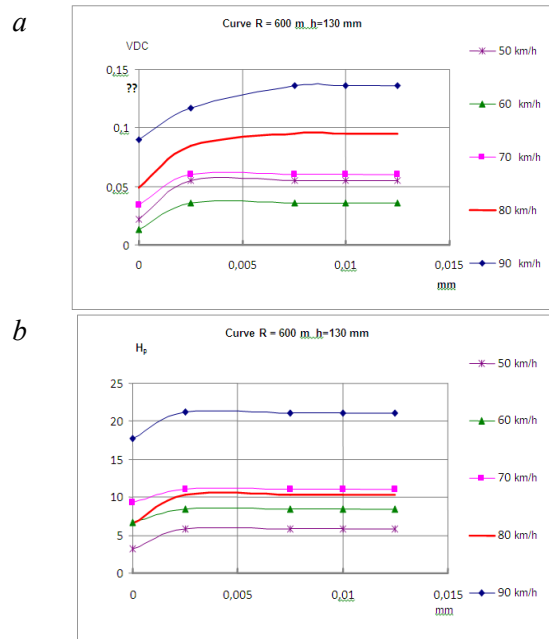 a
Curve R = 600 m h=130 mm
VDC
0,15
??
0,1
0,05
0
0
0,005
0,01
0,015
mm
50 km/h
60 km/h
70 km/h
80 km/h
90 km/h
b
Curve R = 600 m h=130 mm
Hp
25
20
15
10
5
0
0
0,005
0,01
0,015
mm
50 km/h
60 km/h
70 km/h
80 km/h
90 km/h